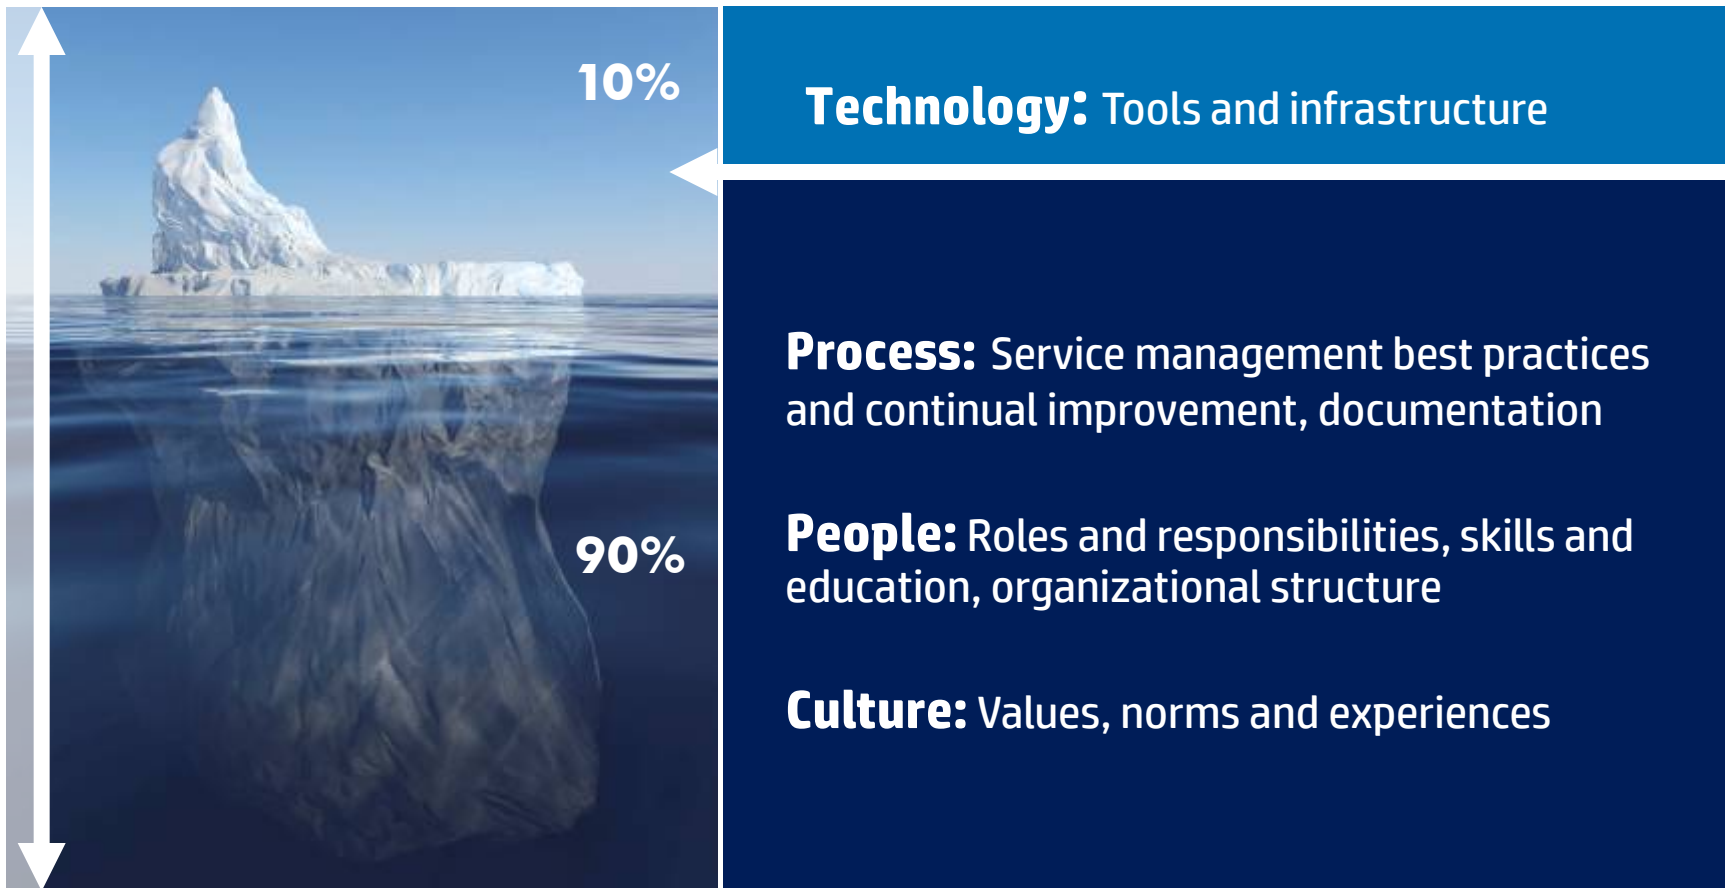 10%
Technology: Tools and infrastructure
Process: Service management best practices
and continual improvement, documentation
90%
People: Roles and responsibilities, skills and
education, organizational structure
Culture: Values, norms and experiences